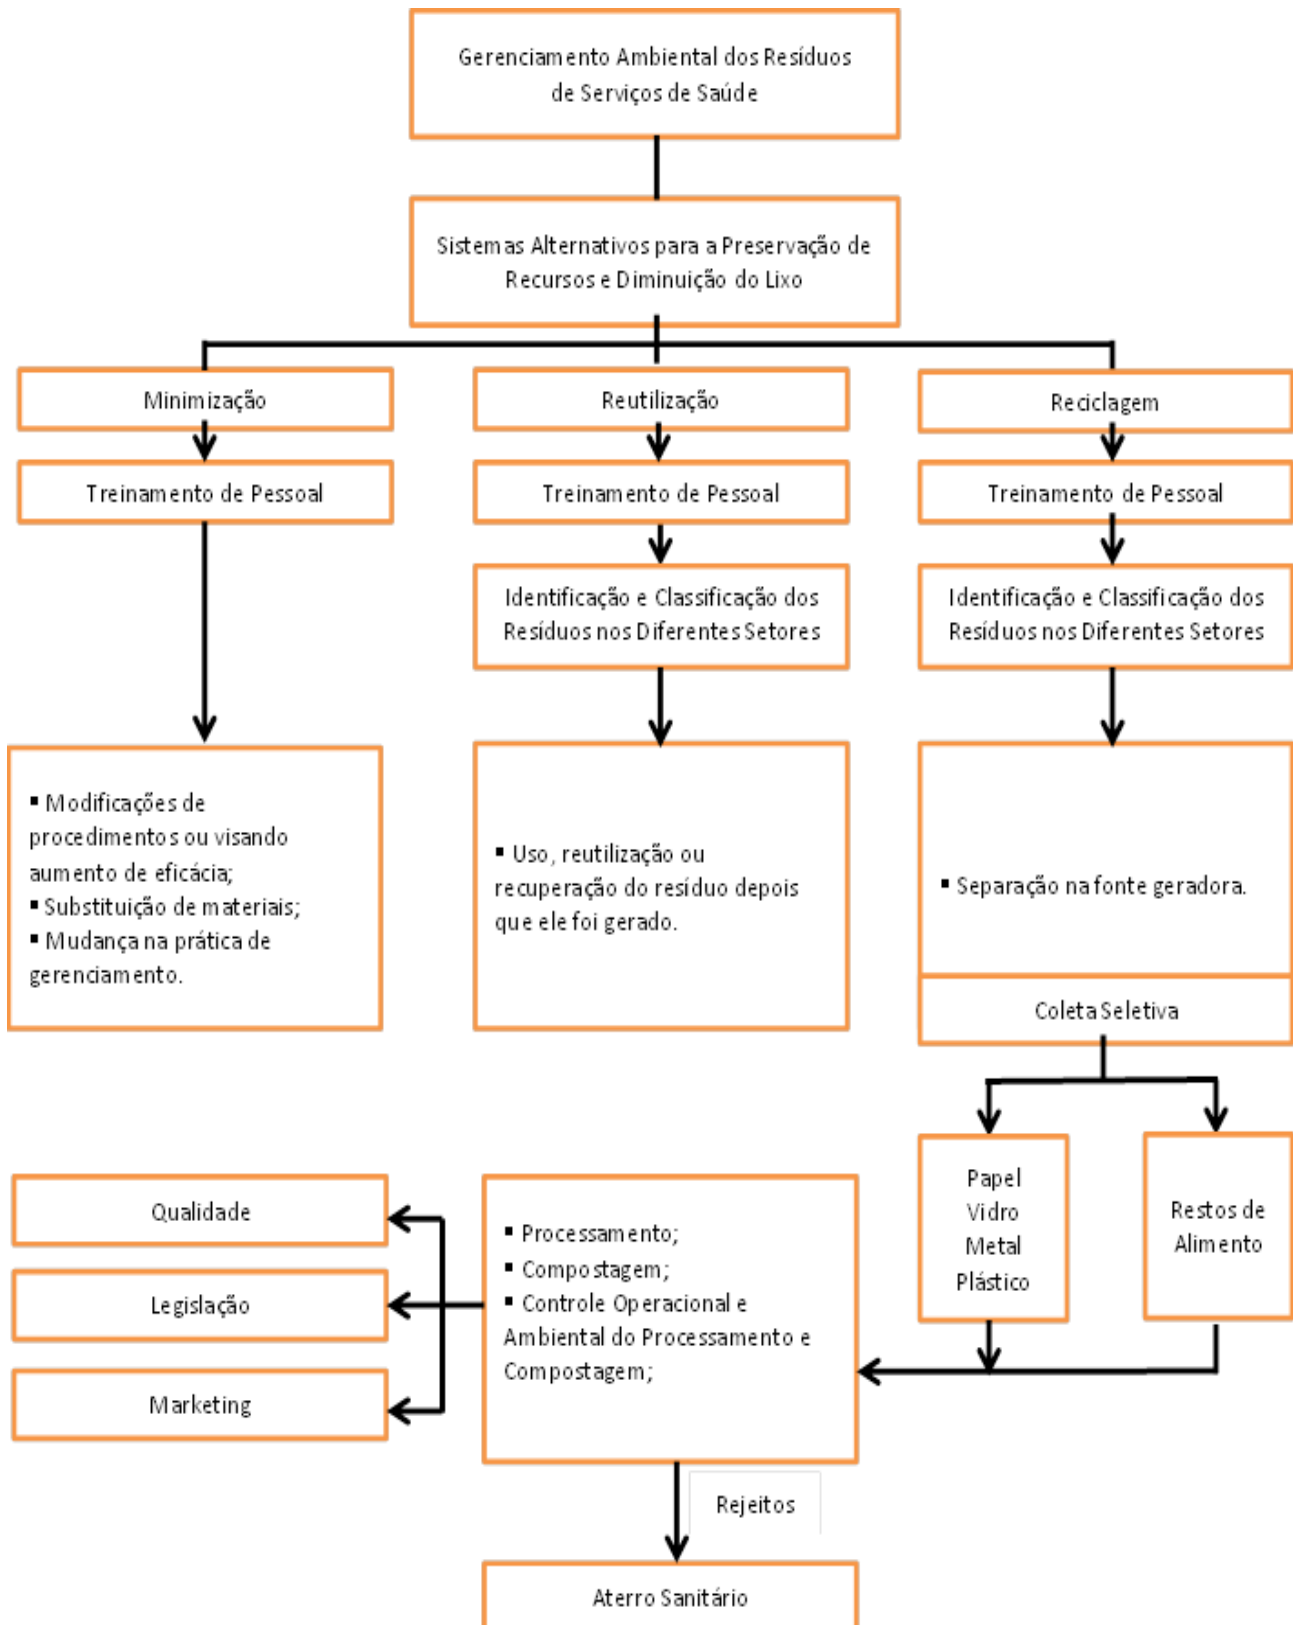 Gerenciamento Ambiental dos Resíduos
de Serviços de Saúde
Sistemas Alternativos para a Preservação de
Recursos e Diminuição do Lixo
Minimização
Reutilização
Reciclagem
Treinamento de Pessoal
Treinamento de Pessoal
Treinamento de Pessoal
Identificação e Classificação dos
Resíduos nos Diferentes Setores
Identificação e Classificação dos
Resíduos nos Diferentes Setores
▪ Modificações de
procedimentos ou visando
aumento de eficácia;
▪ Substituição de materiais;
▪ Mudança na prática de
gerenciamento.
▪ Uso, reutilização ou
recuperação do resíduo depois
que ele foi gerado.
▪ Separação na fonte geradora.
Coleta Seletiva
Papel
Vidro
Metal
Plástico
Restos de
Alimento
▪ Processamento;
▪ Compostagem;
▪ Controle Operacional e
Ambiental do Processamento e
Compostagem;
Qualidade
Legislação
Marketing
Rejeitos
Aterro Sanitário